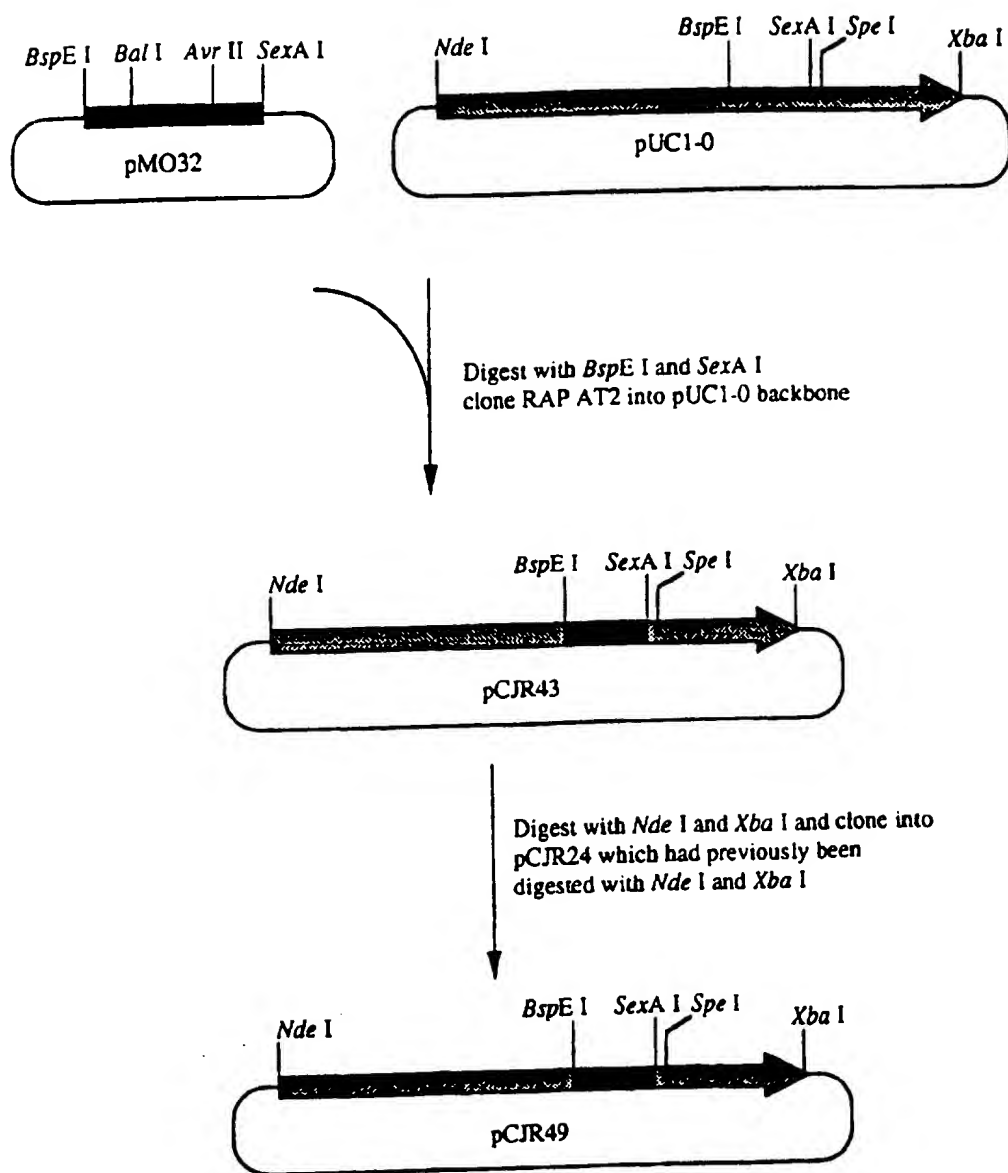 BspE I Bal I Avr II SexA I
pMO32
Nde I BspE I SexA I Spe I Xba I
pUC1-0
Digest with BspE I and SexA I
clone RAP AT2 into pUC1-0 backbone
Nde I BspE I SexA I Spe I Xba I
pCJR43
Digest with Nde I and Xba I and clone into
pCJR24 which had previously been
digested with Nde I and Xba I
Nde I BspE I SexA I Spe I Xba I
pCJR49